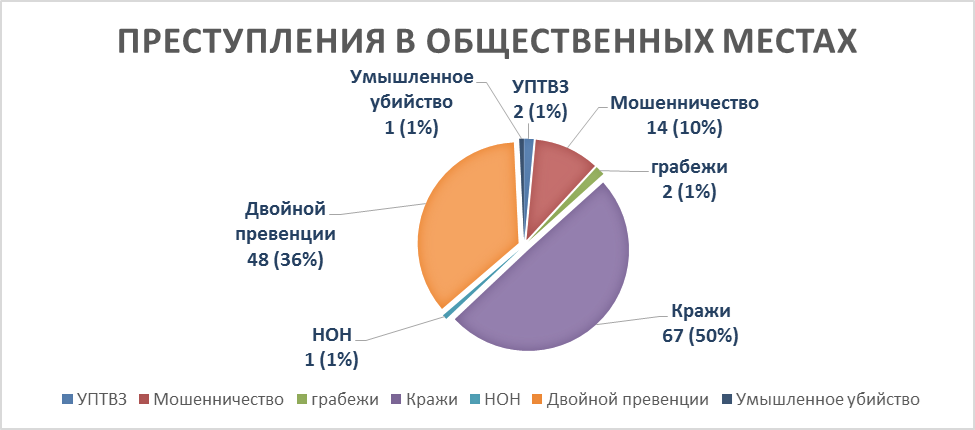 ПРЕСТУПЛЕНИЯ В ОБЩЕСТВЕННЫХ МЕСТАХ
Умышленное
убийство
1 (1%)
УПТВЗ
2 (1%)
Мошенничество
14 (10%)
грабежи
2 (1%)
Двойной
превенции
48 (36%)
Кражи
67 (50%)
НОН
1 (1%)
УПТВЗ Мошенничество грабежи Кражи НОН Двойной превенции Умышленное убийство